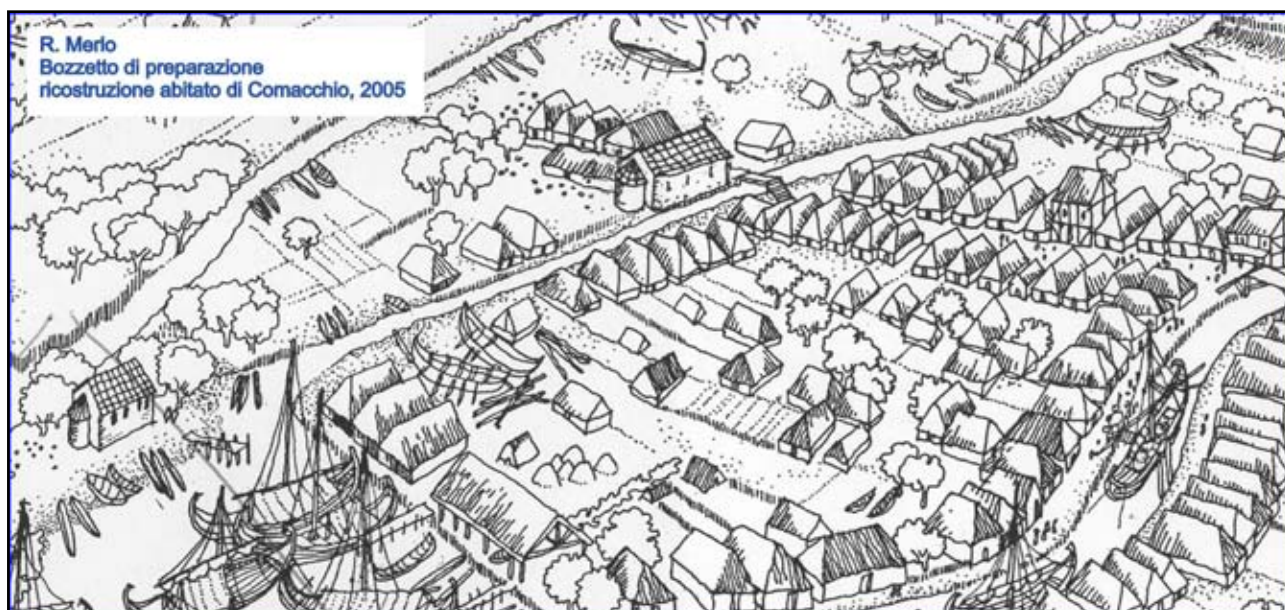 R. Merlo
Bozzetto di preparazione
ricostruzione abitato di Comacchio, 2005